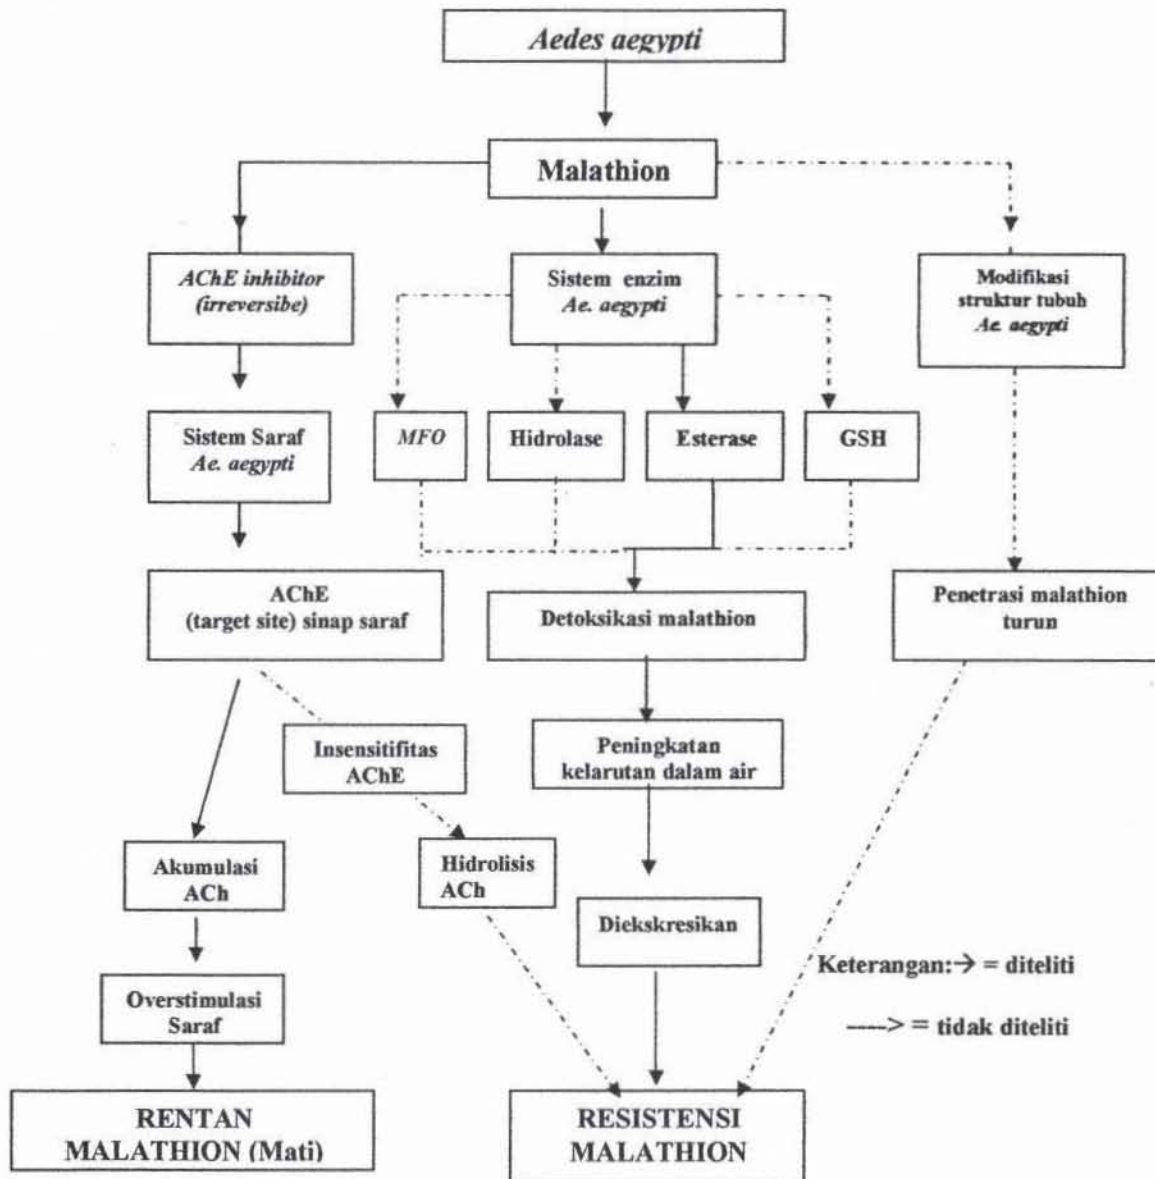 Aedes aegypti
Malathion
AChE inhibitor
(irreversibe)
Sistem enzim
Ae. aegypti
Modifikasi
struktur tubuh
Ae. aegypti
Sistem Saraf
Ae. aegypti
MFO
Hidrolase
Esterase
GSH
AChE
(target site) sinap saraf
Detoksikasi malathion
Penetrasi malathion
turun
Insensitifitas
AChE
Peningkatan
kelarutan dalam air
Akumulasi
ACh
Hidrolisis
ACh
Diekskresikan
Keterangan:→ = diteliti
----> = tidak diteliti
Overstimulasi
Saraf
RENTAN
MALATHION (Mati)
RESISTENSI
MALATHION